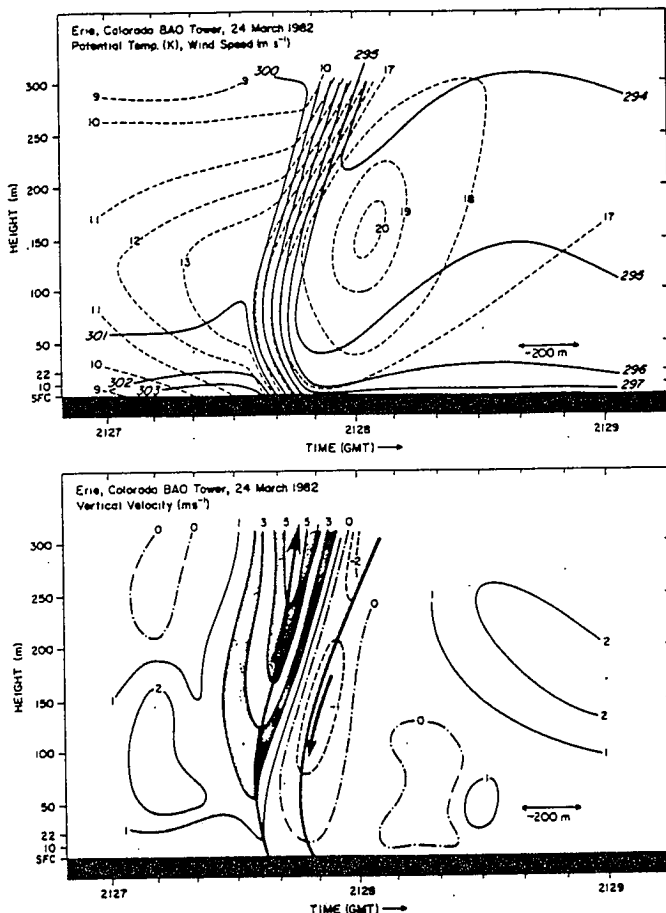 Erie, Colorado BAO Tower, 24 March 1982
Potential Temp. (K), Wind Speed (m s⁻¹)
300 9 10 295 17
300
9
10
294
250
200
18
19
20
17
HEIGHT (m)
11
12
13
150
100
11
295
301
50
10
302
9
303
22
10
SFC
~200 m
296
297
2127 2128 2129
TIME (GMT) →
Erie, Colorado BAO Tower, 24 March 1982
Vertical Velocity (ms⁻¹)
0 0 1 3 5 5 3 0
-2
300
250
0
1
2
HEIGHT (m)
200
150
1
2
2
1
100
0
1
50
1
22
10
SFC
~200 m
2127 2128 2129
TIME (GMT) →